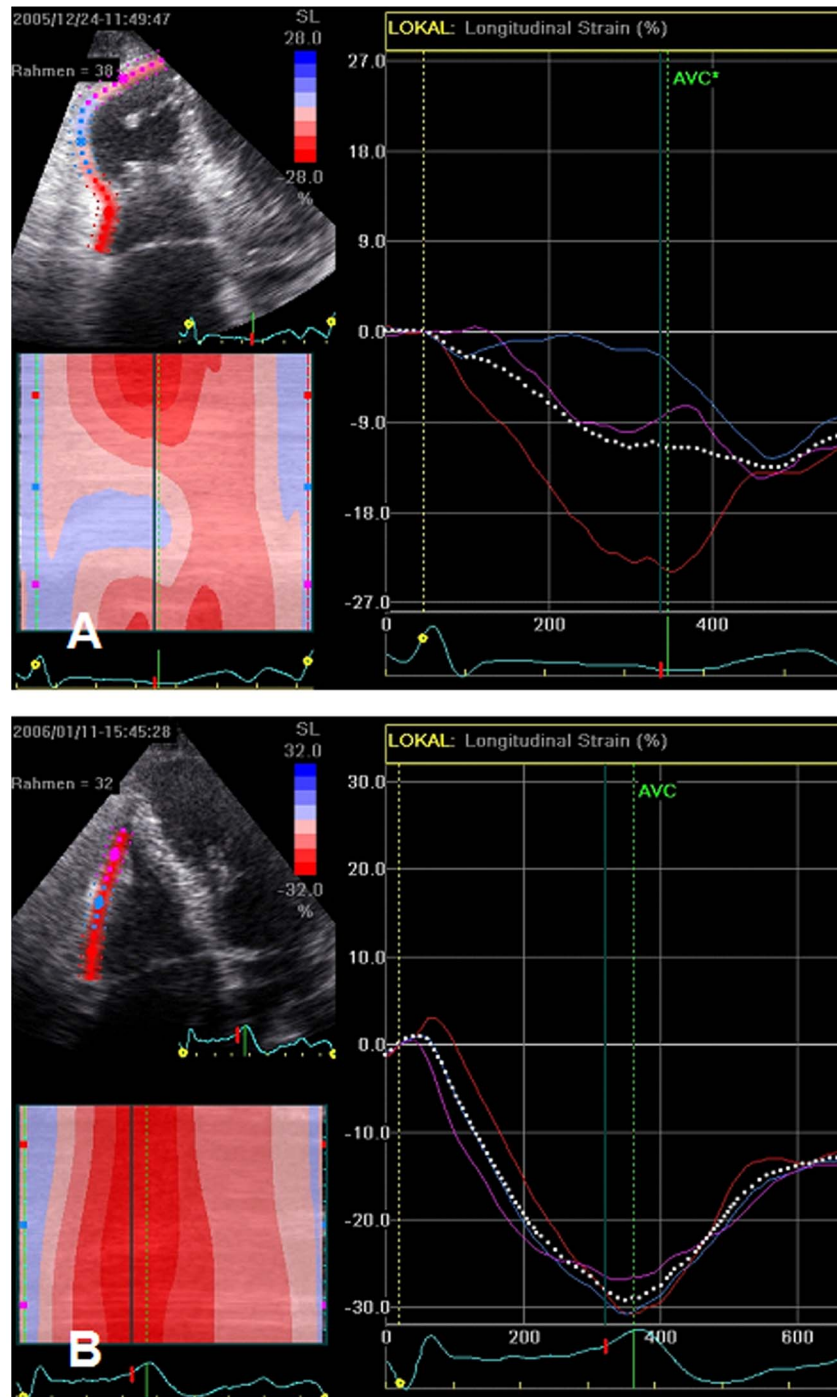 2005/12/24-11:49:47
SL
28.0
Rahmen = 38
-28.0
%
LOKAL: Longitudinal Strain (%)
27.0
AVC*
18.0
9.0
0.0
-9.0
-18.0
-27.0
200
400
A
2006/01/11-15:45:28
SL
32.0
Rahmen = 32
-32.0
%
LOKAL: Longitudinal Strain (%)
30.0
AVC
20.0
10.0
0.0
-10.0
-20.0
-30.0
0
200
400
600
B